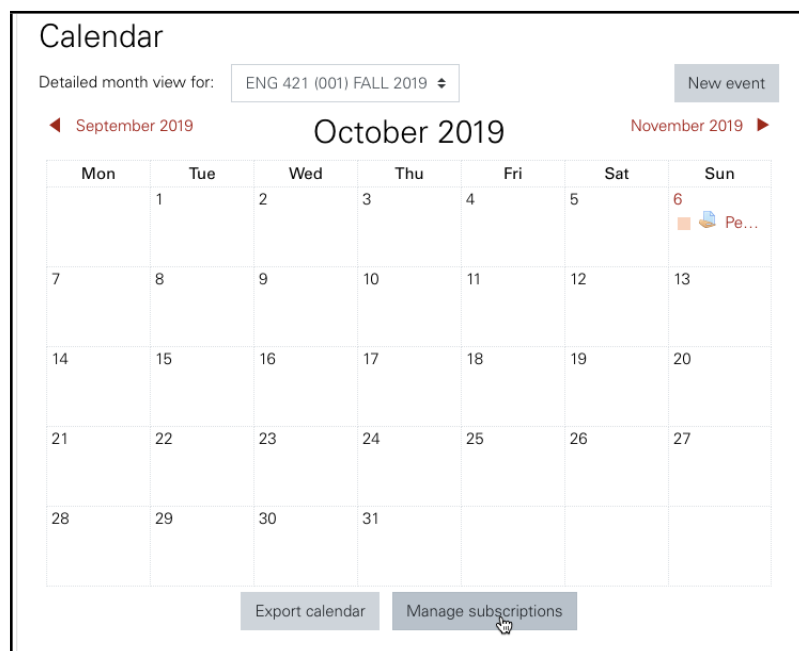 Calendar
Detailed month view for: ENG 421 (001) FALL 2019 New event
September 2019 October 2019 November 2019
Mon Tue Wed Thu Fri Sat Sun
1 2 3 4 5 6
Pe...
7 8 9 10 11 12 13
14 15 16 17 18 19 20
21 22 23 24 25 26 27
28 29 30 31
Export calendar Manage subscriptions